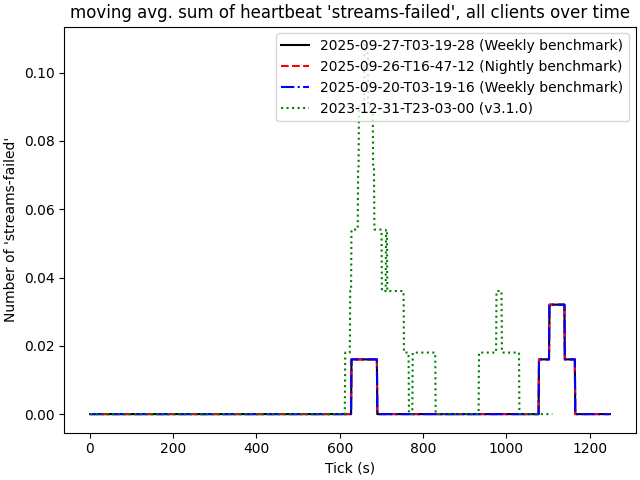 moving avg. sum of heartbeat 'streams-failed', all clients over time
2025-09-27-T03-19-28 (Weekly benchmark)
2025-09-26-T16-47-12 (Nightly benchmark)
2025-09-20-T03-19-16 (Weekly benchmark)
2023-12-31-T23-03-00 (v3.1.0)
Number of 'streams-failed'
0.10
0.08
0.06
0.04
0.02
0.00
0 200 400 600 800 1000 1200
Tick (s)